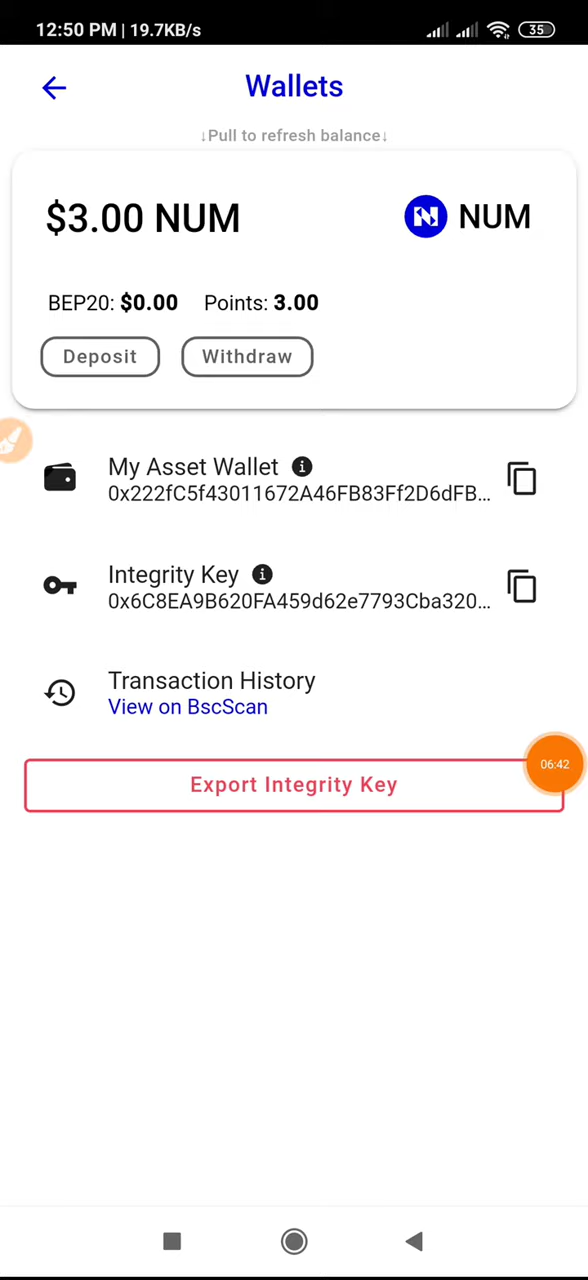 12:50 PM | 19.7KB/s
35
Wallets
↓Pull to refresh balance↓
$3.00 NUM
NUM
BEP20: $0.00 Points: 3.00
Deposit Withdraw
My Asset Wallet
0x222fC5f43011672A46FB83Ff2D6dFB...
Integrity Key
0x6C8EA9B620FA459d62e7793Cba320...
Transaction History
View on BscScan
06:42
Export Integrity Key